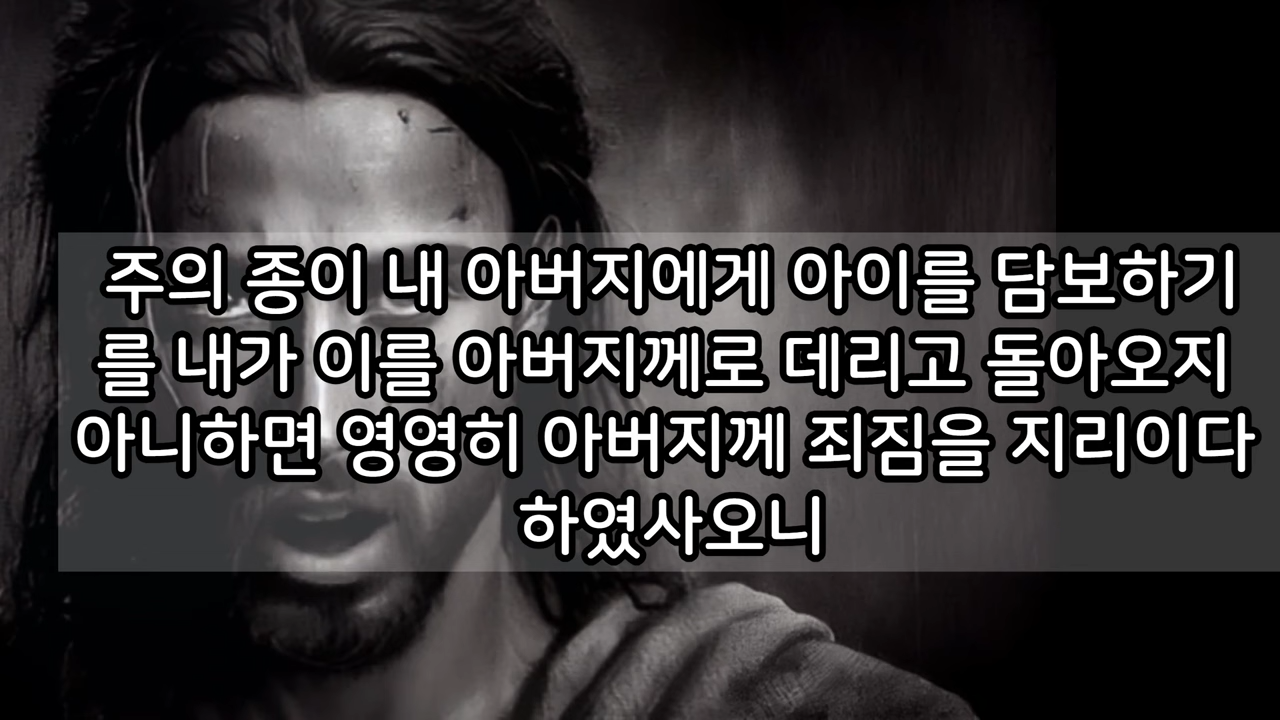 주의 종이 내 아버지에게 아이를 담보하기
를 내가 이를 아버지께로 데리고 돌아오지
아니하면 영영히 아버지께 죄짐을 지리이다
하였사오니